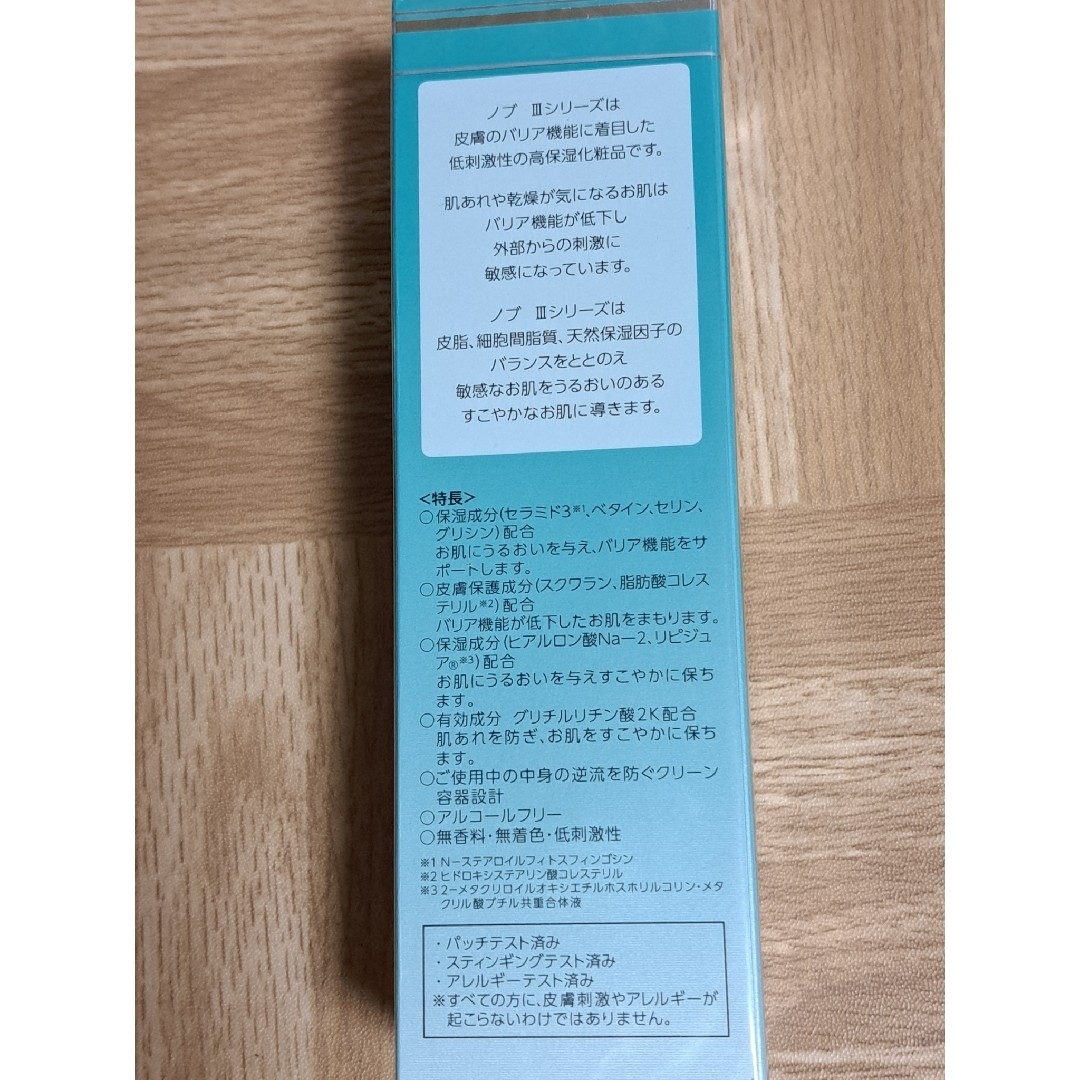 ノブ Ⅲシリーズは
皮膚のバリア機能に着目した
低刺激性の高保湿化粧品です。
肌あれや乾燥が気になるお肌は
バリア機能が低下し
外部からの刺激に
敏感になっています。
ノブ Ⅲシリーズは
皮脂、細胞間脂質、天然保湿因子の
バランスをととのえ
敏感なお肌をうるおいのある
すこやかなお肌に導きます。
<特長>
○保湿成分(セラミド3※1、ベタイン、セリン、
グリシン)配合
お肌にうるおいを与え、バリア機能をサ
ポートします。
○皮膚保護成分(スクワラン、脂肪酸コレス
テリル※2)配合
バリア機能が低下したお肌をまもります。
○保湿成分(ヒアルロン酸Na−2、リピジュ
ア®※3)配合
お肌にうるおいを与えすこやかに保ち
ます。
○有効成分 グリチルリチン酸2K配合
肌あれを防ぎ、お肌をすこやかに保ち
ます。
○ご使用中の中身の逆流を防ぐクリーン
容器設計
○アルコールフリー
○無香料・無着色・低刺激性
※1 N−ステアロイルフィトスフィンゴシン
※2 ヒドロキシステアリン酸コレステリル
※3 2−メタクリロイルオキシエチルホスホリルコリン・メタ
クリル酸ブチル共重合体液
・パッチテスト済み
・スティンギングテスト済み
・アレルギーテスト済み
※すべての方に、皮膚刺激やアレルギーが
起こらないわけではありません。